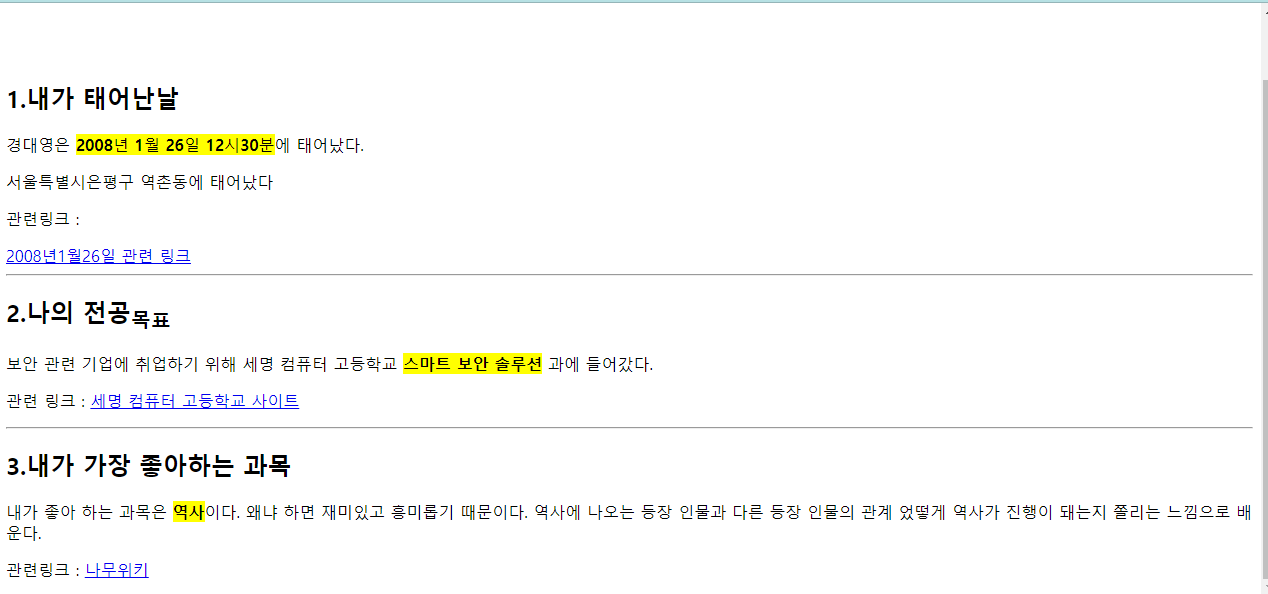 1.내가 태어난날
경대영은 2008년 1월 26일 12시30분에 태어났다.
서울특별시은평구 역촌동에 태어났다
관련링크 :
2008년1월26일 관련 링크
2.나의 전공목표
보안 관련 기업에 취업하기 위해 세명 컴퓨터 고등학교 스마트 보안 솔루션 과에 들어갔다.
관련 링크 : 세명 컴퓨터 고등학교 사이트
3.내가 가장 좋아하는 과목
내가 좋아 하는 과목은 역사이다. 왜냐 하면 재미있고 흥미롭기 때문이다. 역사에 나오는 등장 인물과 다른 등장 인물의 관계 었떻게 역사가 진행이 돼는지 쫄리는 느낌으로 배
운다.
관련링크 : 나무위키